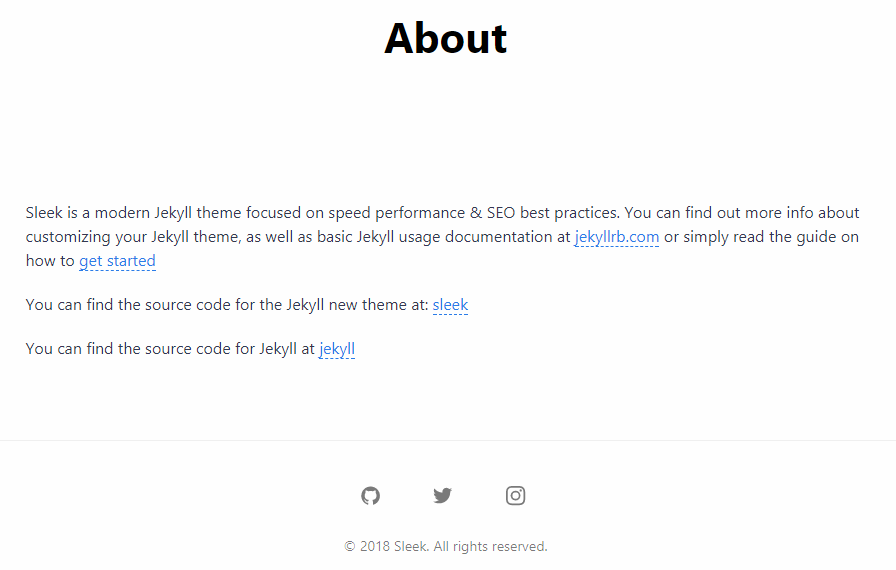 About
Sleek is a modern Jekyll theme focused on speed performance & SEO best practices. You can find out more info about
customizing your Jekyll theme, as well as basic Jekyll usage documentation at jekyllrb.com or simply read the guide on
how to get started
You can find the source code for the Jekyll new theme at: sleek
You can find the source code for Jekyll at jekyll
© 2018 Sleek. All rights reserved.